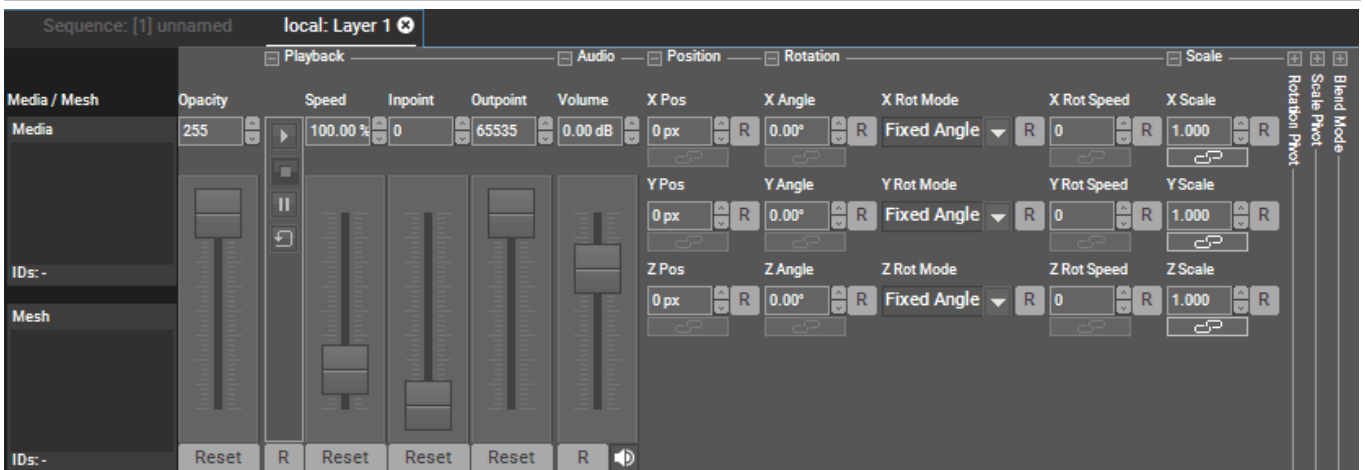 Sequence: [1] unnamed local: Layer 1
Playback Audio Position Rotation Scale
Media / Mesh Opacity Speed Inpoint Outpoint Volume X Pos X Angle X Rot Mode X Rot Speed X Scale
Media 255 100.00 % 0 65535 0.00 dB 0 px R 0.00° R Fixed Angle R 0 R 1.000 R
Y Pos Y Angle Y Rot Mode Y Rot Speed Y Scale
0 px R 0.00° R Fixed Angle R 0 R 1.000 R
IDs: - Z Pos Z Angle Z Rot Mode Z Rot Speed Z Scale
0 px R 0.00° R Fixed Angle R 0 R 1.000 R
Mesh
IDs: - Reset R Reset Reset Reset R
Rotation Pivot
Scale Pivot
Blend Mode